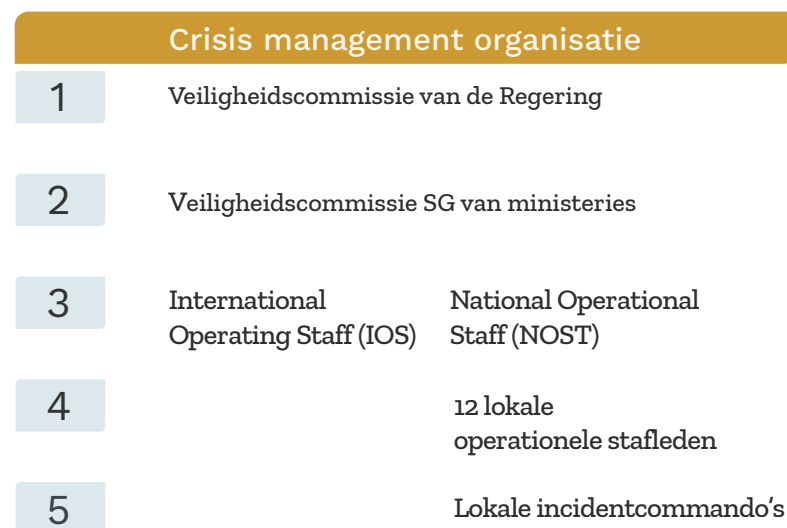 Crisis management organisatie
1
Veiligheidscommissie van de Regering
2
Veiligheidscommissie SG van ministeries
3
International
Operating Staff (IOS)
National Operational
Staff (NOST)
4
12 lokale
operationele stafleden
5
Lokale incidentcommando's